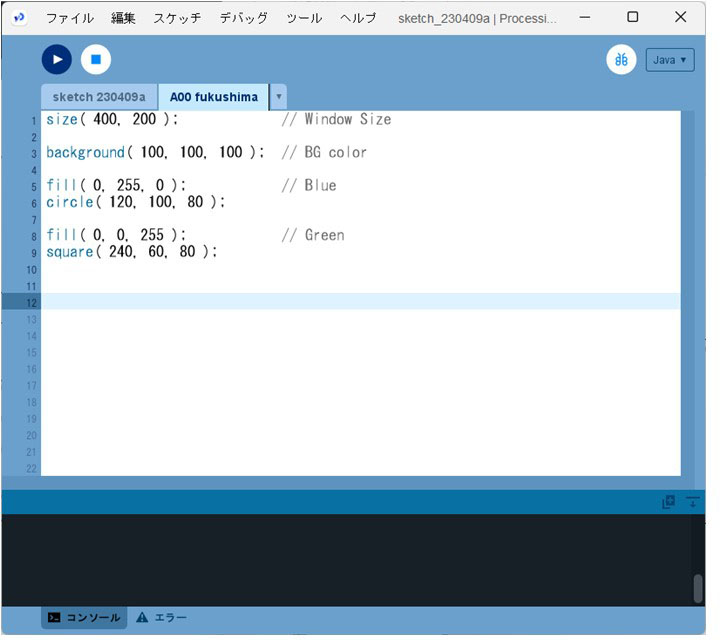 ファイル 編集 スケッチ デバッグ ツール ヘルプ sketch_230409a | Processi...
Java ▼
sketch 230409a A00 fukushima ▼
1 size( 400, 200 ); // Window Size
2
3 background( 100, 100, 100 ); // BG color
4
5 fill( 0, 255, 0 ); // Blue
6 circle( 120, 100, 80 );
7
8 fill( 0, 0, 255 ); // Green
9 square( 240, 60, 80 );
10
11
12
13
14
15
16
17
18
19
20
21
22
コンソール エラー